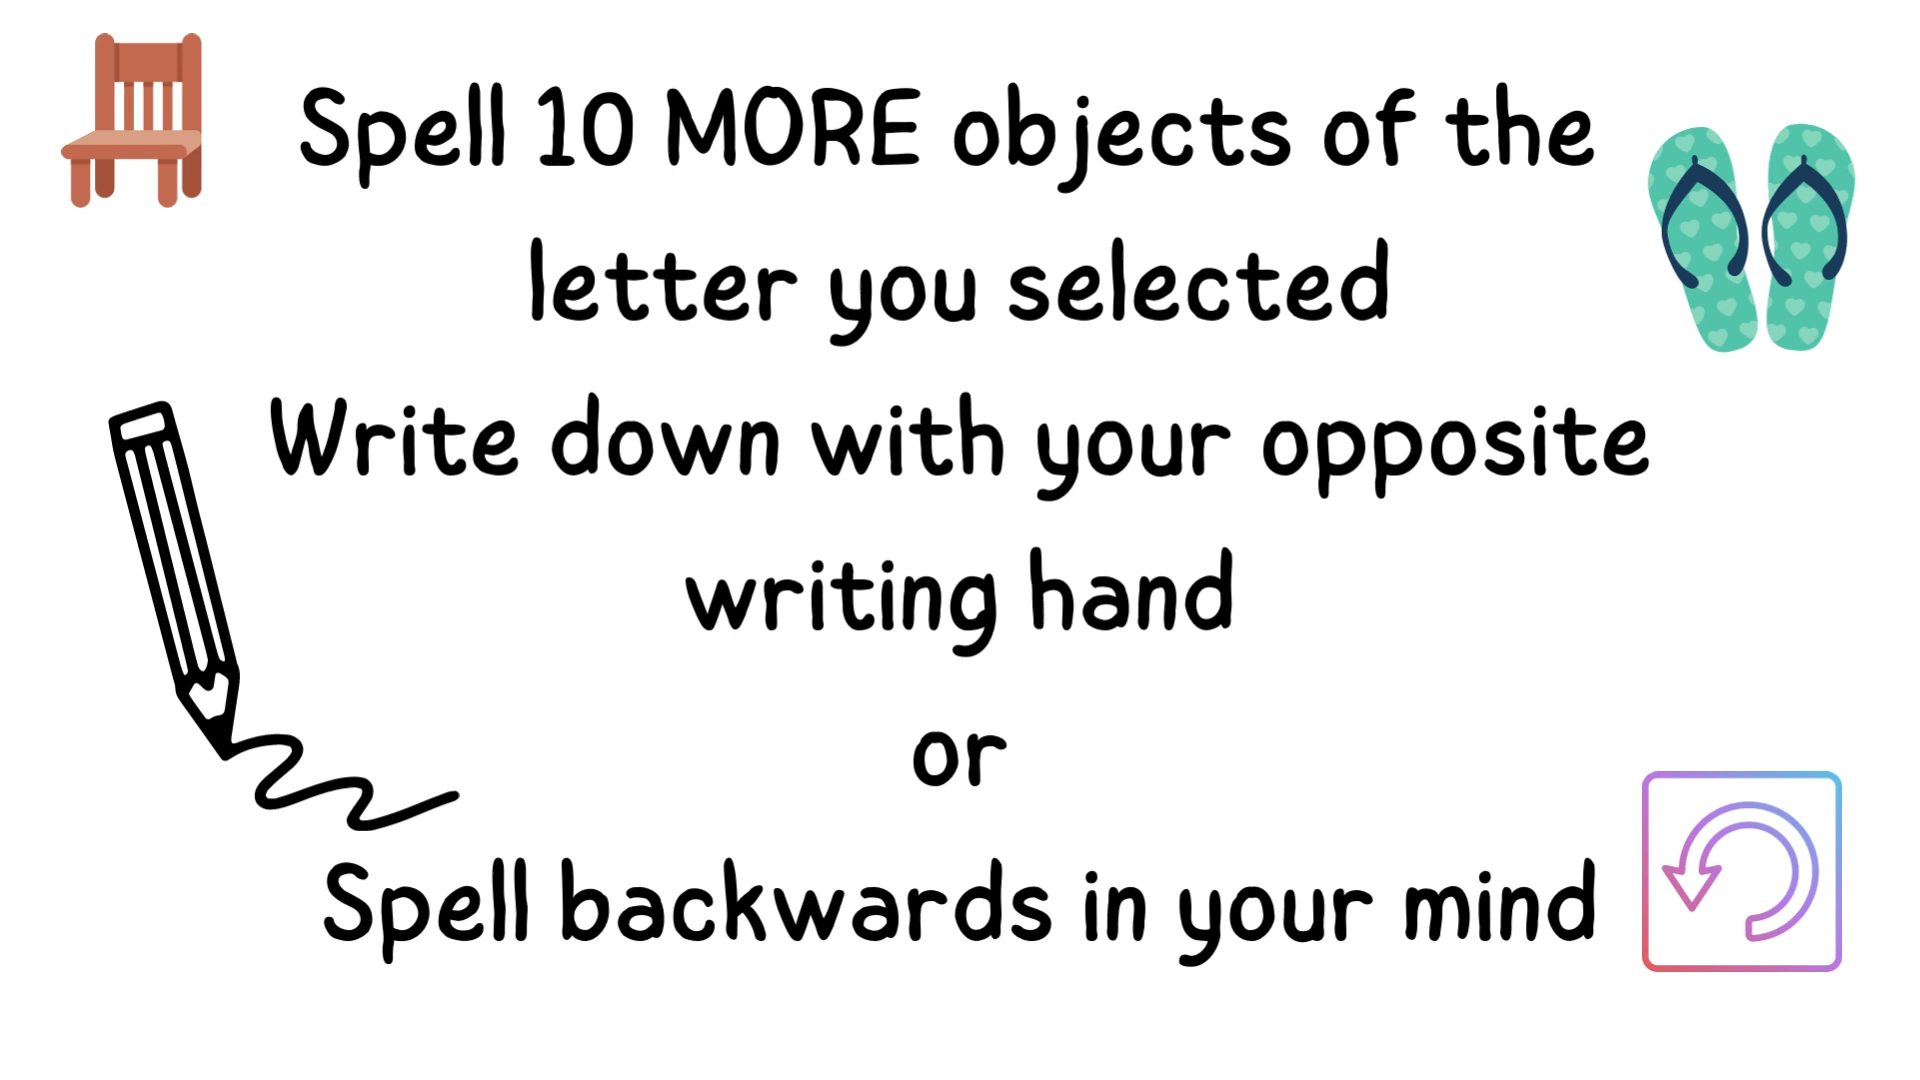 Spell 10 MORE objects of the
letter you selected
Write down with your opposite
writing hand
or
Spell backwards in your mind